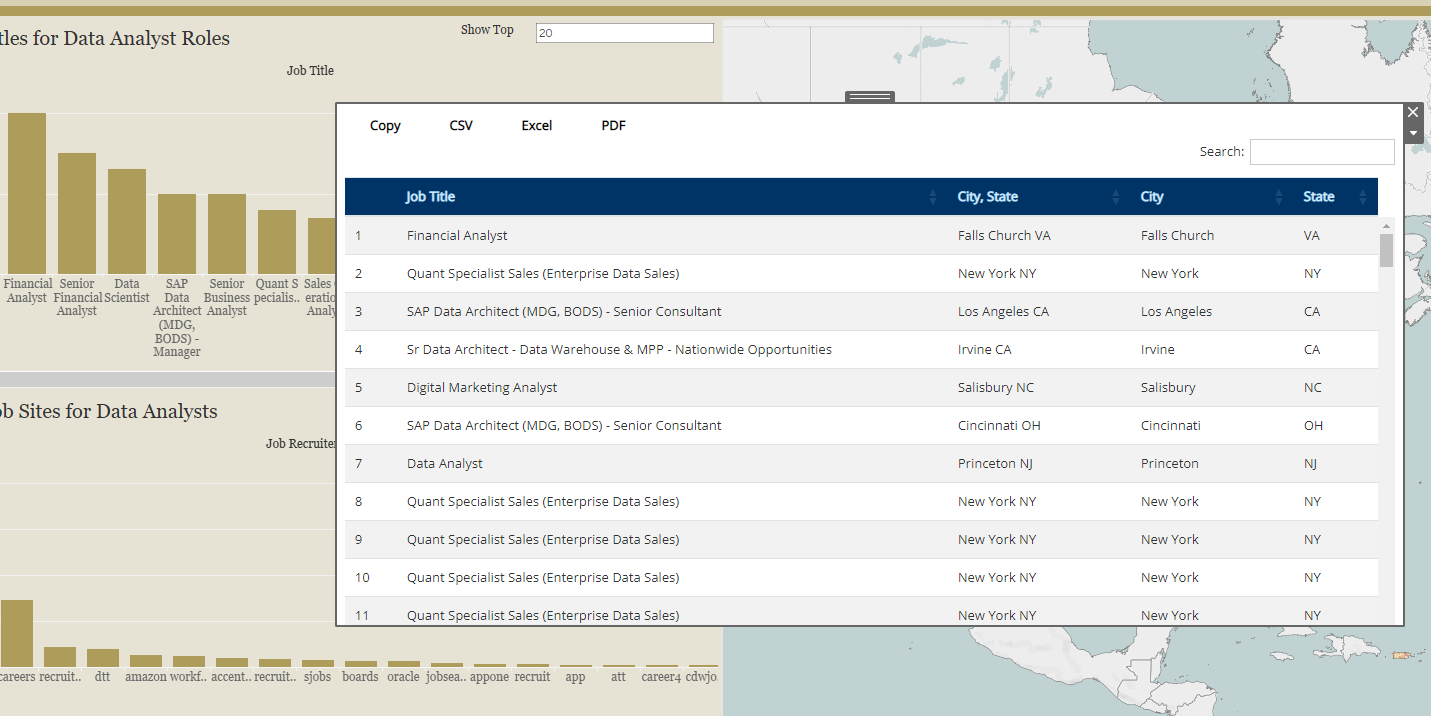 tles for Data Analyst Roles
Show Top 20
Job Title
Financial Analyst
Senior Financial Analyst
Data Scientist
SAP Data Architect (MDG, BODS) - Manager
Senior Business Analyst
Quant S pecialis..
Sales
Copy CSV Excel PDF
Search:
Job Title City, State City State
1 Financial Analyst Falls Church VA Falls Church VA
2 Quant Specialist Sales (Enterprise Data Sales) New York NY New York NY
3 SAP Data Architect (MDG, BODS) - Senior Consultant Los Angeles CA Los Angeles CA
4 Sr Data Architect - Data Warehouse & MPP - Nationwide Opportunities Irvine CA Irvine CA
5 Digital Marketing Analyst Salisbury NC Salisbury NC
6 SAP Data Architect (MDG, BODS) - Senior Consultant Cincinnati OH Cincinnati OH
7 Data Analyst Princeton NJ Princeton NJ
8 Quant Specialist Sales (Enterprise Data Sales) New York NY New York NY
9 Quant Specialist Sales (Enterprise Data Sales) New York NY New York NY
10 Quant Specialist Sales (Enterprise Data Sales) New York NY New York NY
11 Quant Specialist Sales (Enterprise Data Sales) New York NY New York NY
ob Sites for Data Analysts
Job Recruiter
careers recruit.. dtt amazon workf.. accent.. recruit.. sjobs boards oracle jobsea.. appone recruit app att career4 cdwjo